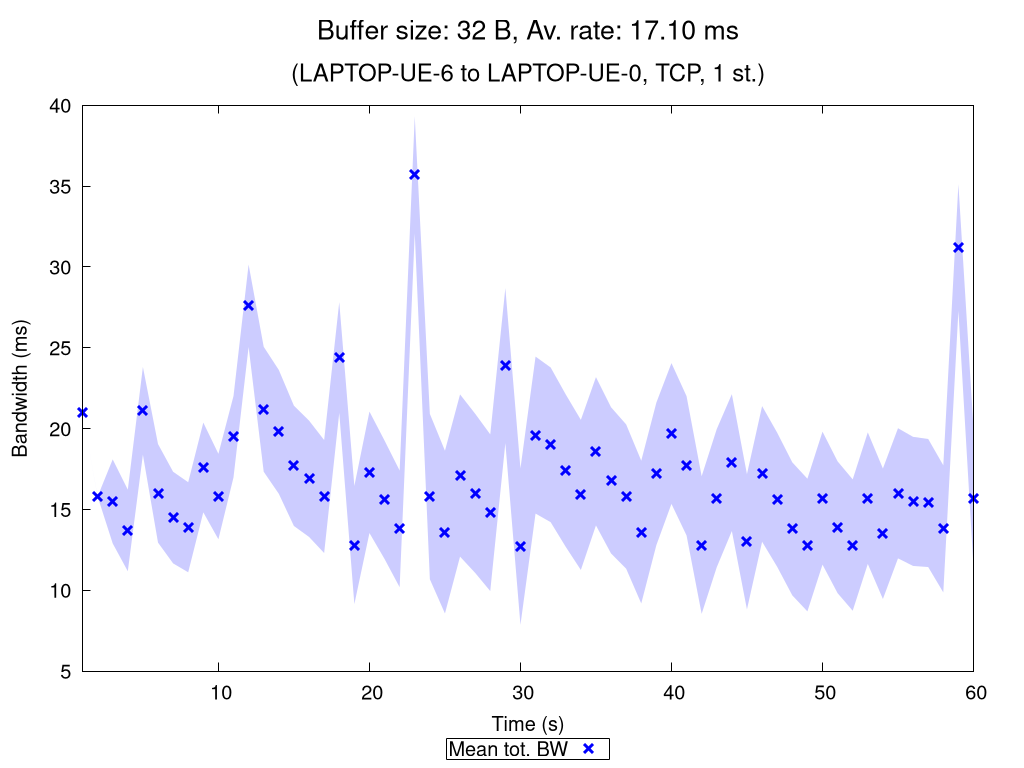 Buffer size: 32 B, Av. rate: 17.10 ms
(LAPTOP-UE-6 to LAPTOP-UE-0, TCP, 1 st.)
40
35
30
25
20
15
10
5
Bandwidth (ms)
10 20 30 40 50 60
Time (s)
Mean tot. BW